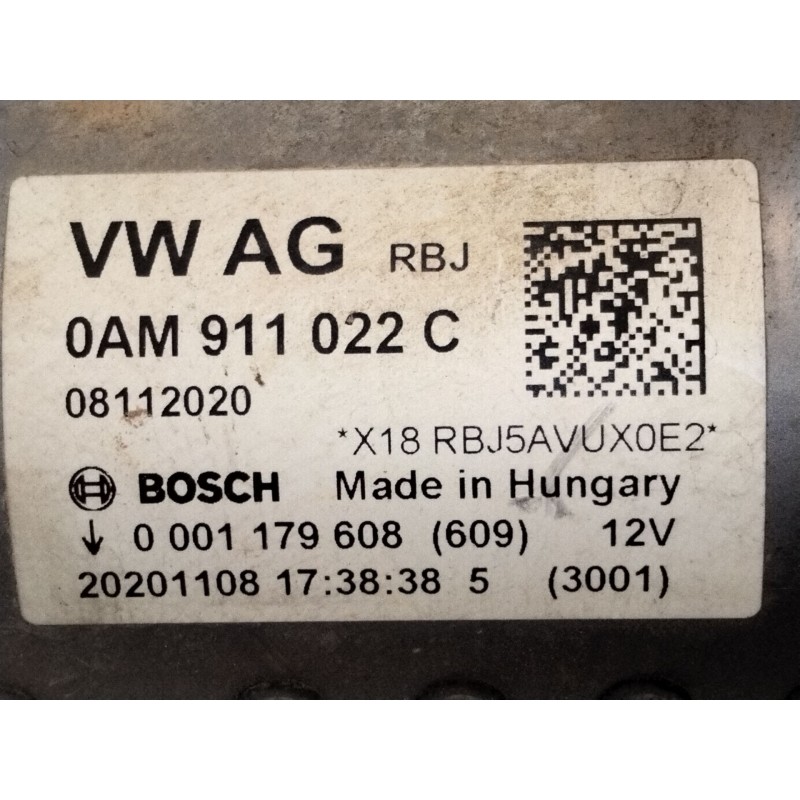 VW AG RBJ
0AM 911 022 C
08112020
*X18 RBJ5AVUX0E2*
BOSCH Made in Hungary
↓ 0 001 179 608 (609) 12V
20201108 17:38:38 5 (3001)